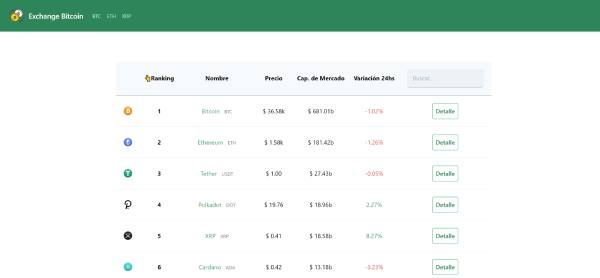 Exchange Bitcoin BTC ETH XRP
Ranking Nombre Precio Cap. de Mercado Variación 24hs Buscar...
1 Bitcoin BTC $ 36.58k $ 681.01b -1.02% Detalle
2 Ethereum ETH $ 1.58k $ 181.42b -1.26% Detalle
3 Tether USDT $ 1.00 $ 27.43b -0.05% Detalle
4 Polkadot DOT $ 19.76 $ 18.96b 2.27% Detalle
5 XRP XRP $ 0.41 $ 18.58b 8.27% Detalle
6 Cardano ADA $ 0.42 $ 13.18b -3.23% Detalle